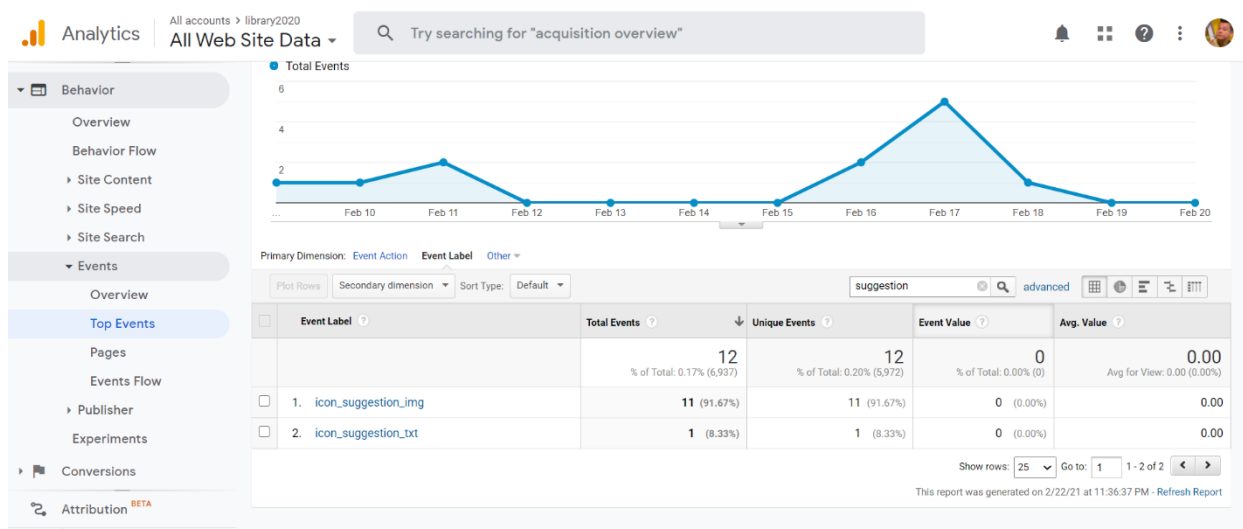 All accounts > library2020
Analytics All Web Site Data
Try searching for "acquisition overview"
Behavior
Overview
Behavior Flow
Site Content
Site Speed
Site Search
Events
Overview
Top Events
Pages
Events Flow
Publisher
Experiments
Conversions
Attribution BETA
Total Events
6
4
2
... Feb 10 Feb 11 Feb 12 Feb 13 Feb 14 Feb 15 Feb 16 Feb 17 Feb 18 Feb 19 Feb 20
Primary Dimension: Event Action Event Label Other
Plot Rows Secondary dimension Sort Type: Default suggestion advanced
Event Label ? Total Events ? Unique Events ? Event Value ? Avg. Value ?
12 12 0 0.00
% of Total: 0.17% (6,937) % of Total: 0.20% (5,972) % of Total: 0.00% (0) Avg for View: 0.00 (0.00%)
1. icon_suggestion_img 11 (91.67%) 11 (91.67%) 0 (0.00%) 0.00
2. icon_suggestion_txt 1 (8.33%) 1 (8.33%) 0 (0.00%) 0.00
Show rows: 25 Go to: 1 1 - 2 of 2
This report was generated on 2/22/21 at 11:36:37 PM - Refresh Report